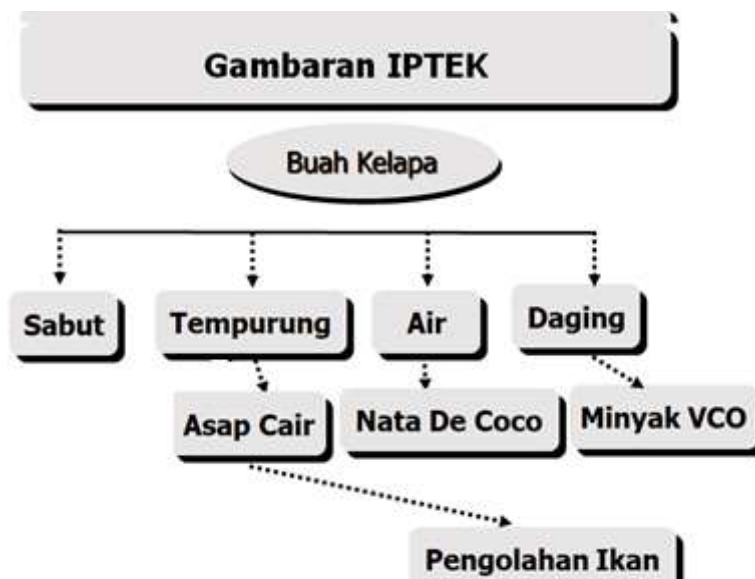 Gambaran IPTEK
Buah Kelapa
Sabut
Tempurung
Air
Daging
Asap Cair
Nata De Coco
Minyak VCO
Pengolahan Ikan